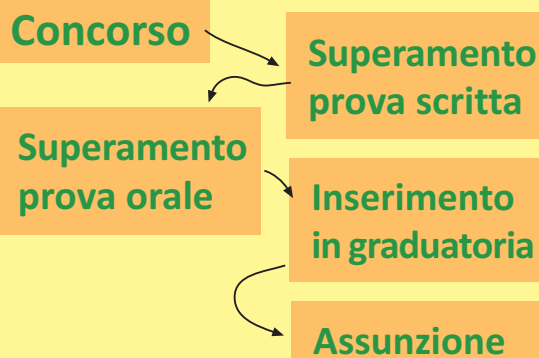 Concorso
Superamento
prova scritta
Superamento
prova orale
Inserimento
in graduatoria
Assunzione